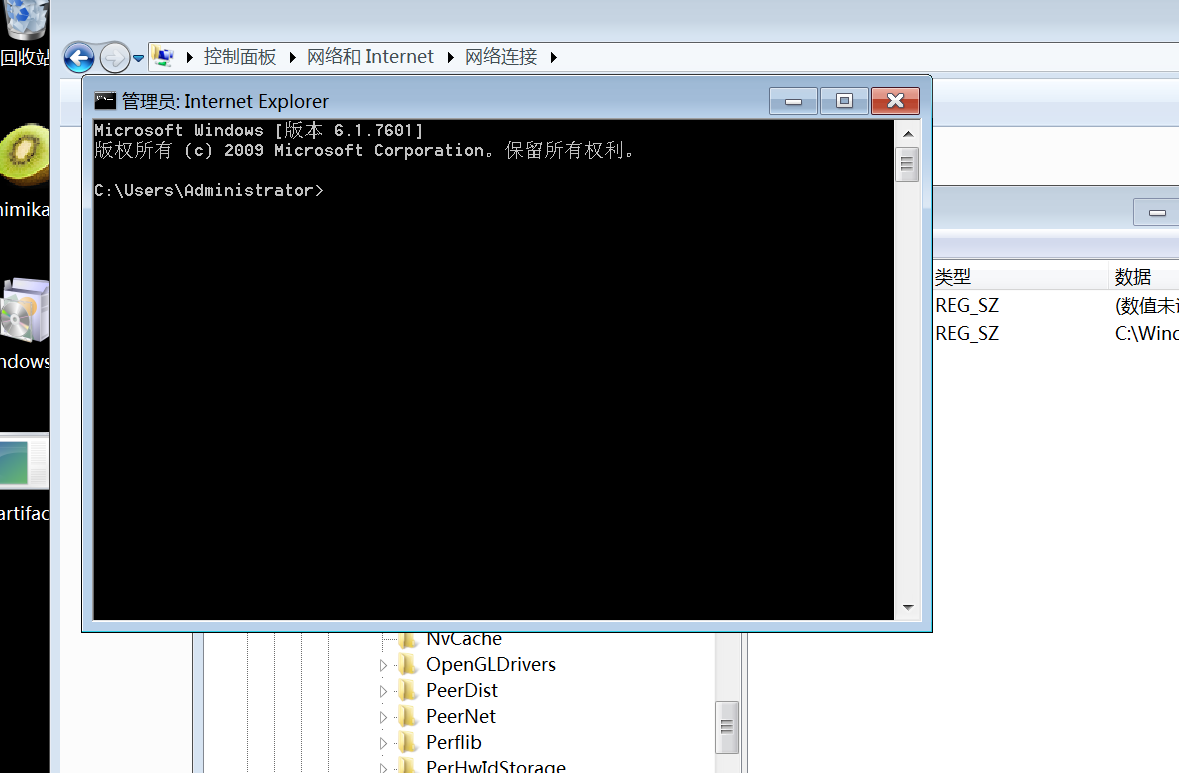 回收站
控制面板 网络和 Internet 网络连接
管理员: Internet Explorer
Microsoft Windows [版本 6.1.7601]
版权所有 (c) 2009 Microsoft Corporation。保留所有权利。
C:\Users\Administrator>
mimika
类型 数据
REG_SZ (数值未
REG_SZ C:\Wind
ndows
artifac
NvCache
OpenGLDrivers
PeerDist
PeerNet
Perflib
PerHwIdStorage